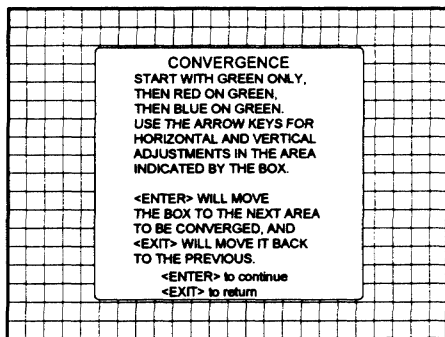 CONVERGENCE
START WITH GREEN ONLY,
THEN RED ON GREEN,
THEN BLUE ON GREEN.
USE THE ARROW KEYS FOR
HORIZONTAL AND VERTICAL
ADJUSTMENTS IN THE AREA
INDICATED BY THE BOX.
<ENTER> WILL MOVE
THE BOX TO THE NEXT AREA
TO BE CONVERGED, AND
<EXIT> WILL MOVE IT BACK
TO THE PREVIOUS.
<ENTER> to continue
<EXIT> to return